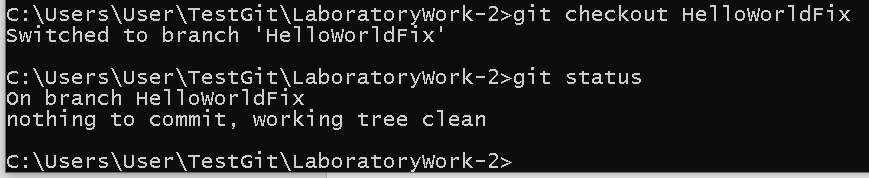 C:\Users\User\TestGit\LaboratoryWork-2>git checkout HelloWorldFix
Switched to branch 'HelloWorldFix'
C:\Users\User\TestGit\LaboratoryWork-2>git status
On branch HelloWorldFix
nothing to commit, working tree clean
C:\Users\User\TestGit\LaboratoryWork-2>